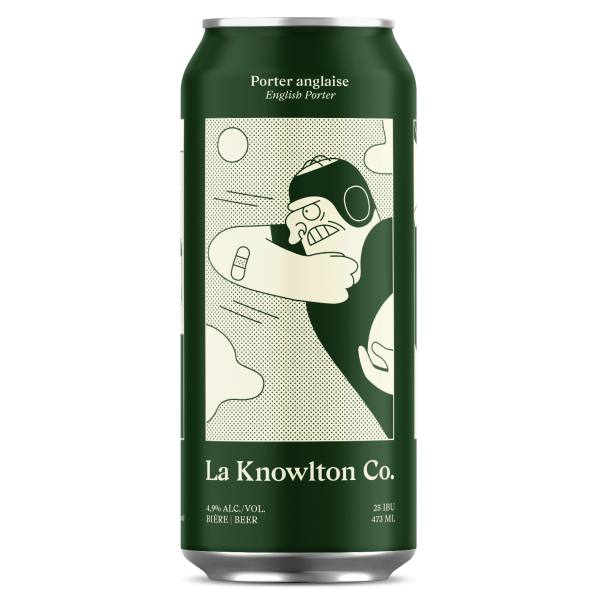 Porter anglaise
English Porter
La Knowlton Co.
4,9% ALC./VOL.
BIÈRE | BEER
25 IBU
473 ML